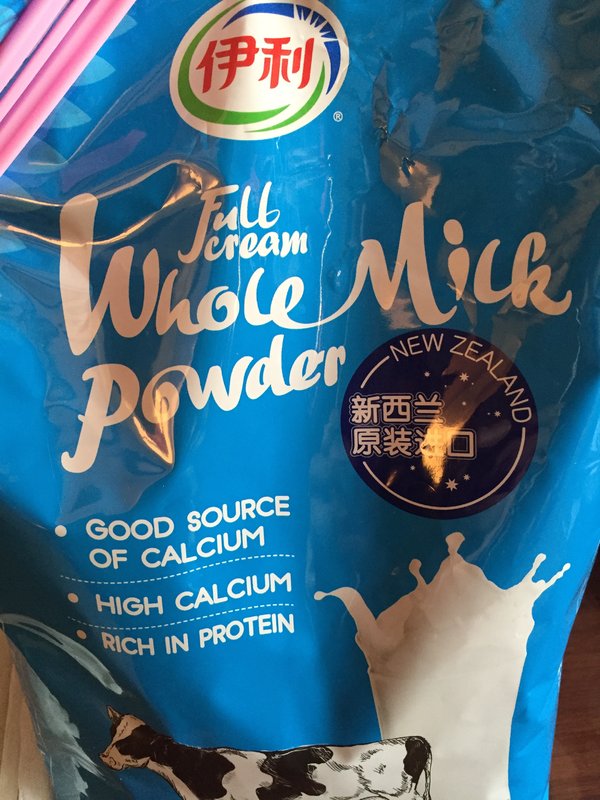 伊利
®
Full
cream
Whole Milk
Powder
NEW ZEALAND
新西兰
原装进口
• GOOD SOURCE
OF CALCIUM
• HIGH CALCIUM
• RICH IN PROTEIN